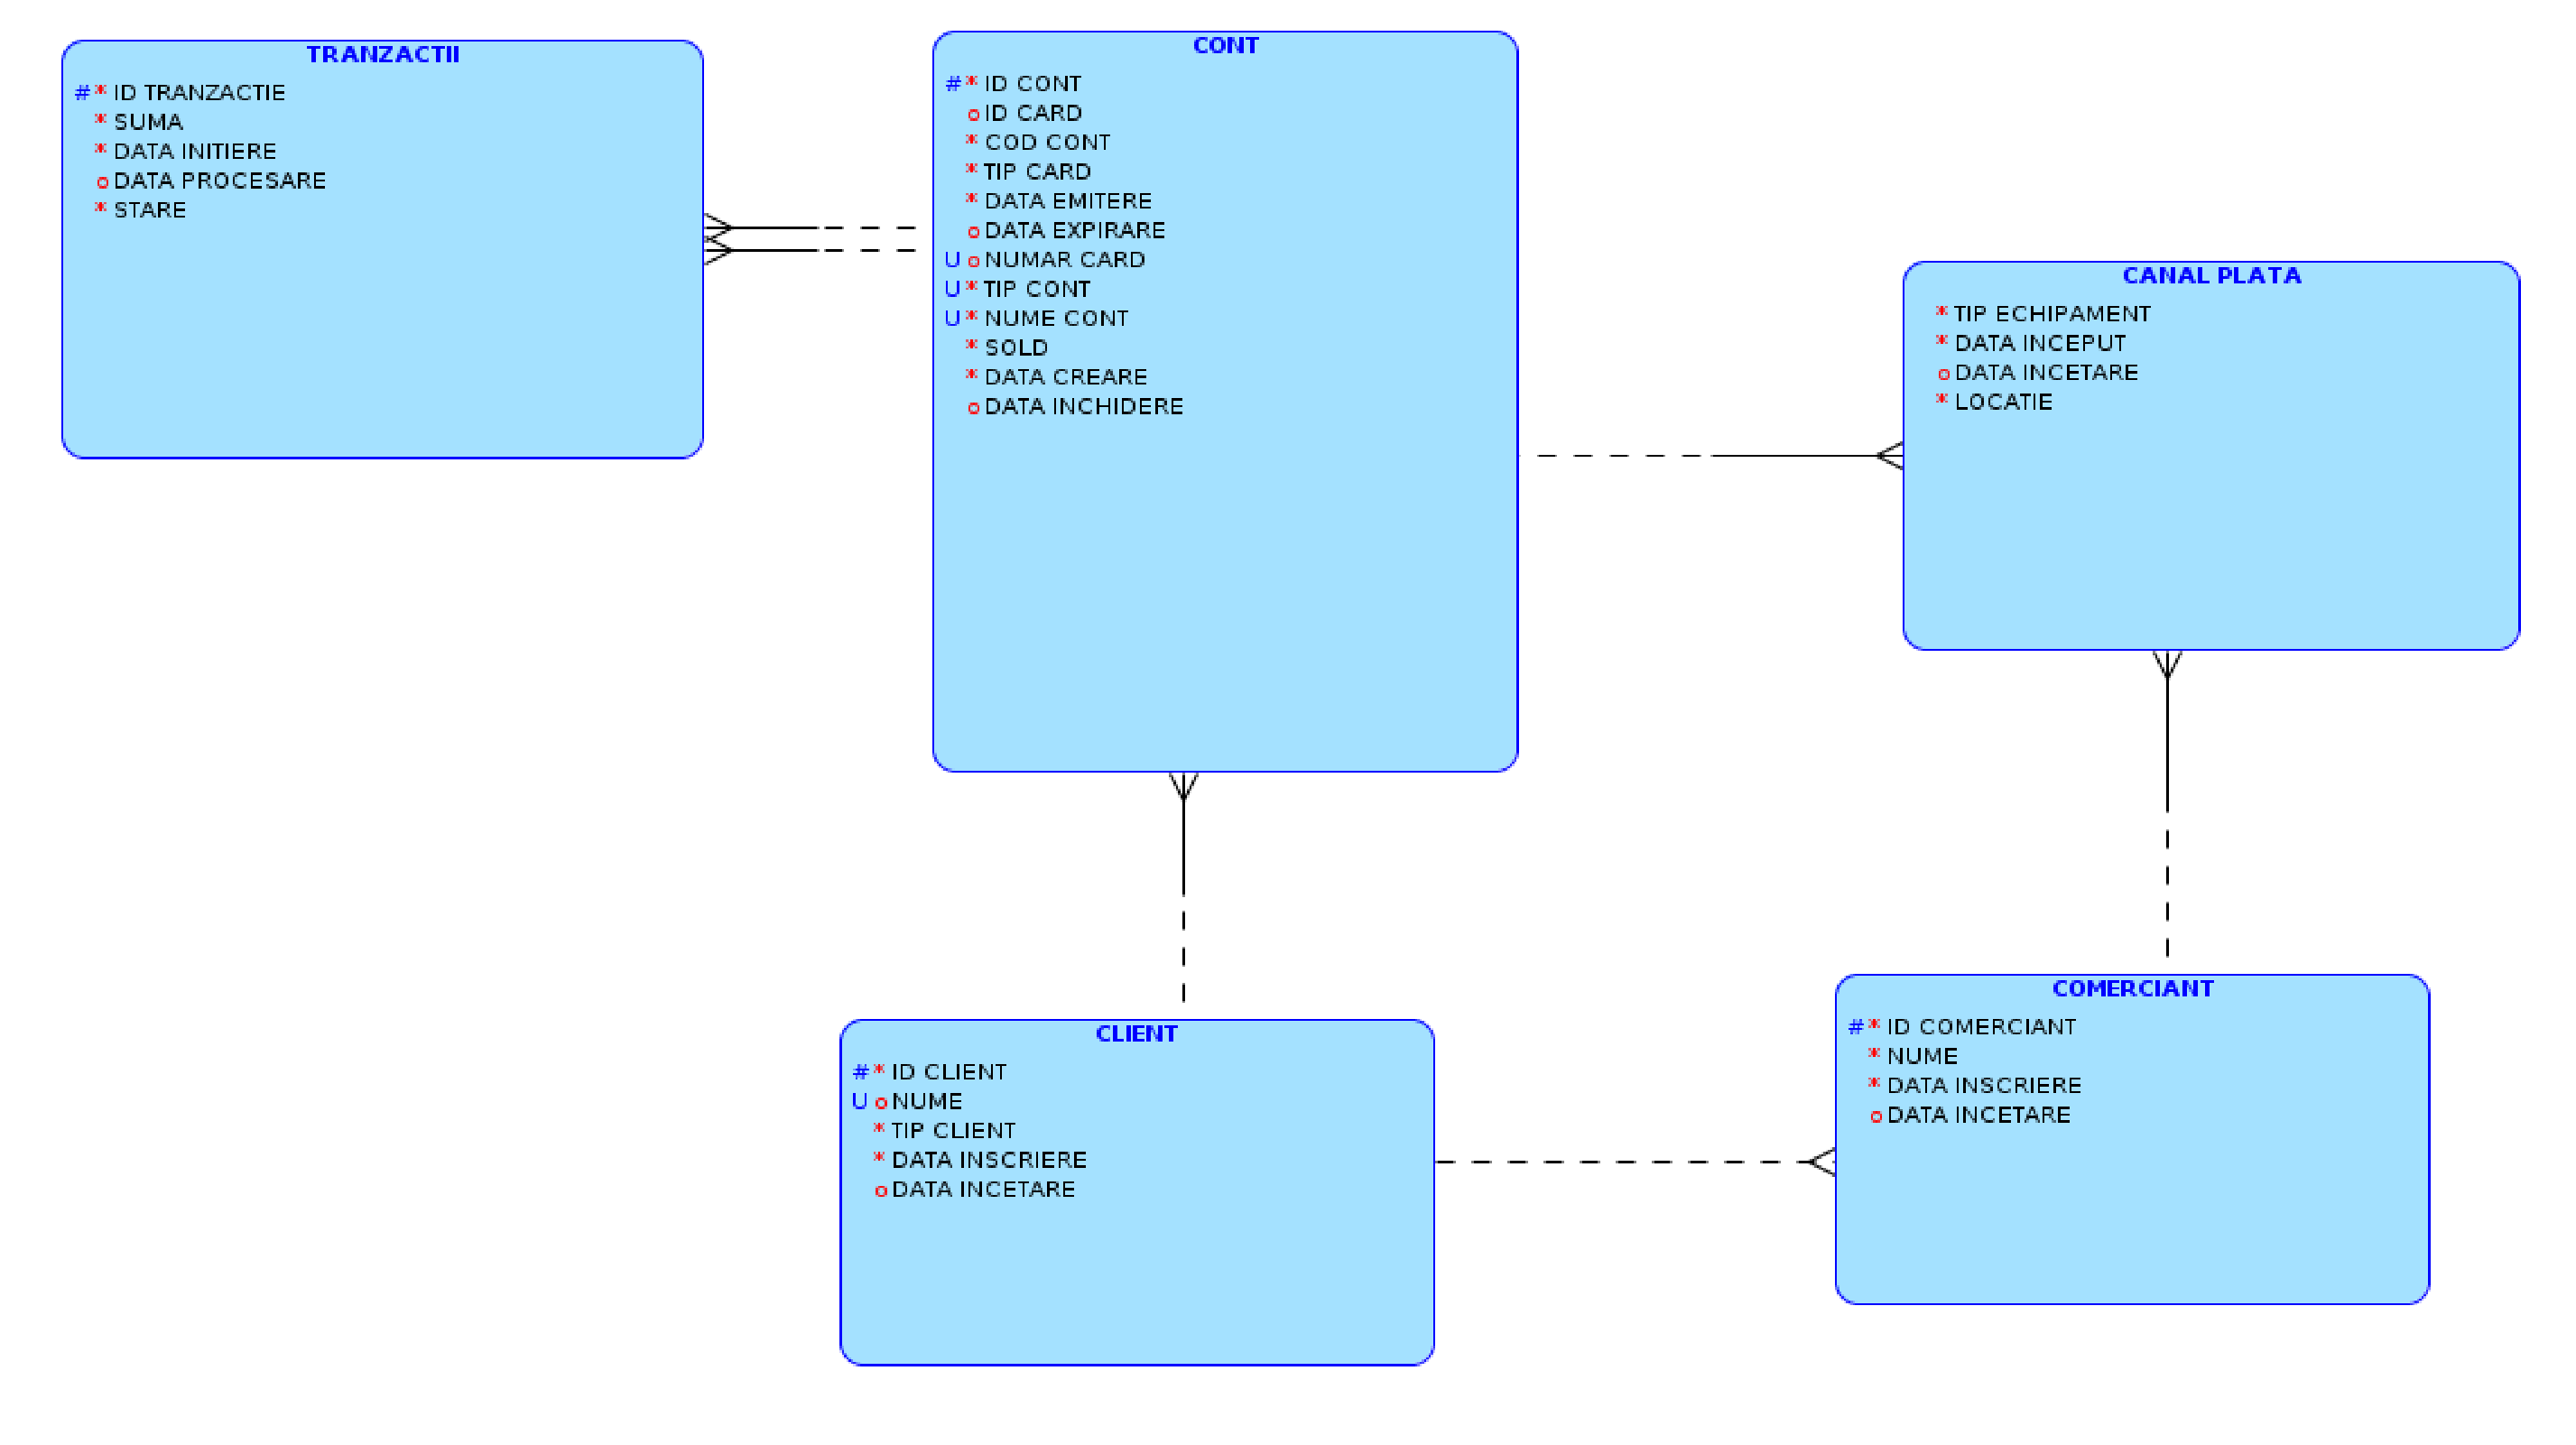 TRANZACTII
#* ID TRANZACTIE
* SUMA
* DATA INITIERE
o DATA PROCESARE
* STARE
CONT
#* ID CONT
o ID CARD
* COD CONT
* TIP CARD
* DATA EMITERE
o DATA EXPIRARE
U o NUMAR CARD
U * TIP CONT
U * NUME CONT
* SOLD
* DATA CREARE
o DATA INCHIDERE
CANAL PLATA
* TIP ECHIPAMENT
* DATA INCEPUT
o DATA INCETARE
* LOCATIE
CLIENT
#* ID CLIENT
U o NUME
* TIP CLIENT
* DATA INSCRIERE
o DATA INCETARE
COMERCIANT
#* ID COMERCIANT
* NUME
* DATA INSCRIERE
o DATA INCETARE